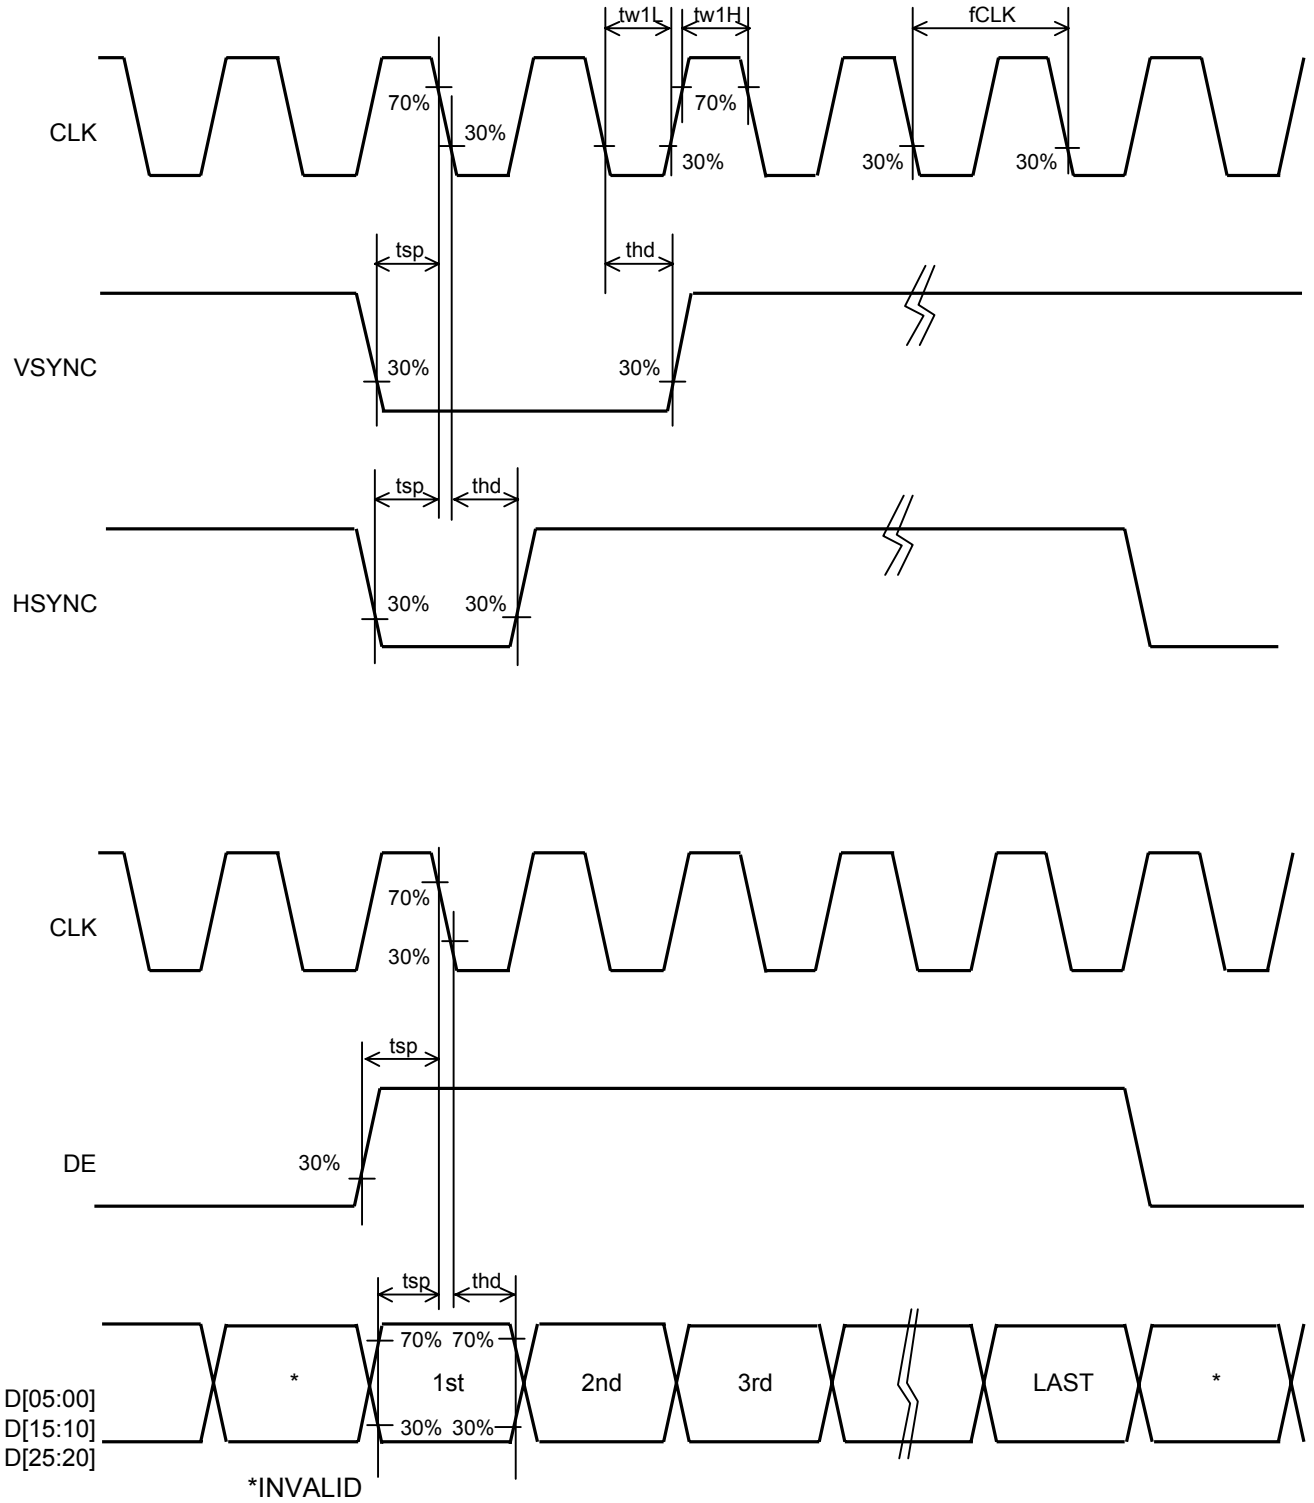 tw1L tw1H fCLK
70%
30%
70%
CLK
30%
30%
30%
tsp thd
VSYNC
30%
30%
tsp thd
HSYNC
30%
30%
70%
CLK
30%
tsp
DE
30%
tsp thd
70% 70%
* 1st 2nd 3rd LAST *
D[05:00]
D[15:10]
30% 30%
D[25:20]
*INVALID